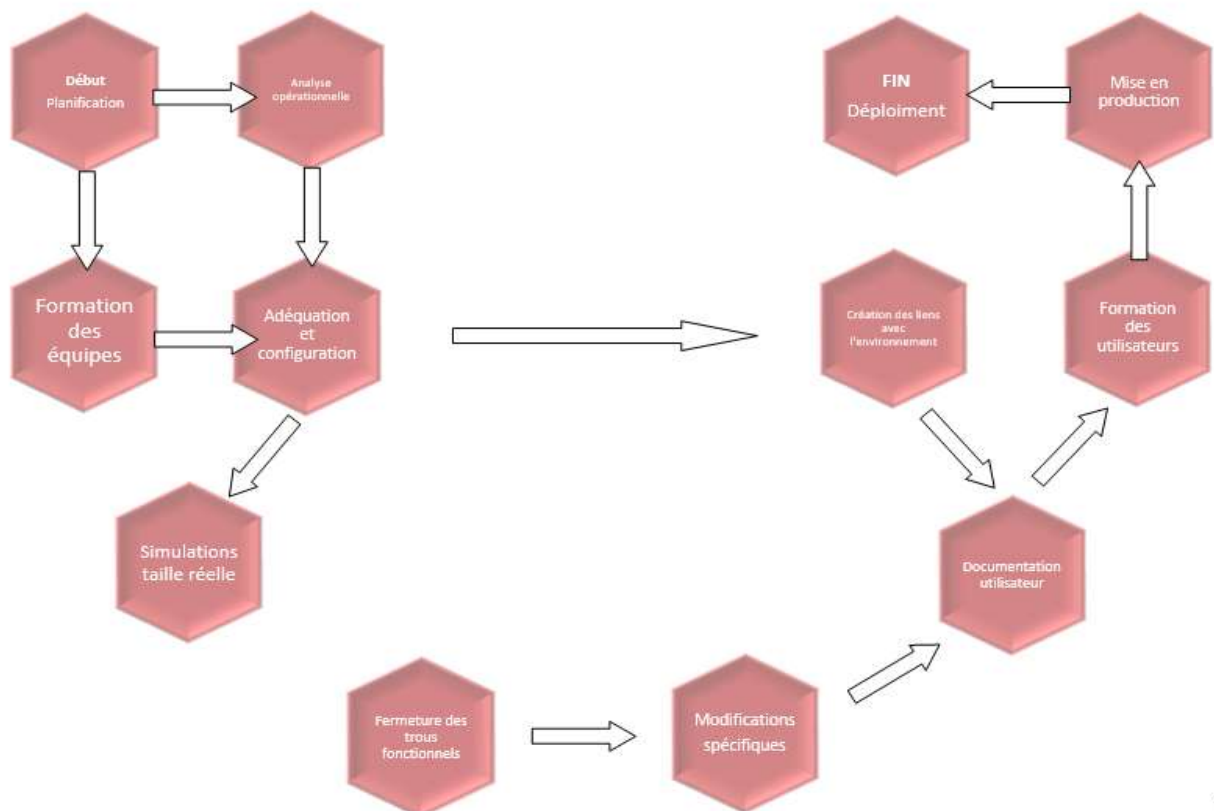 Début
Planification
Analyse
opérationnelle
FIN
Déploiment
Mise en
production
Formation
des
équipes
Adéquation
et
configuration
Création des liens
avec
l'environnement
Formation
des
utilisateurs
Simulations
taille réelle
Documentation
utilisateur
Fermeture des
trous
fonctionnels
Modifications
spécifiques